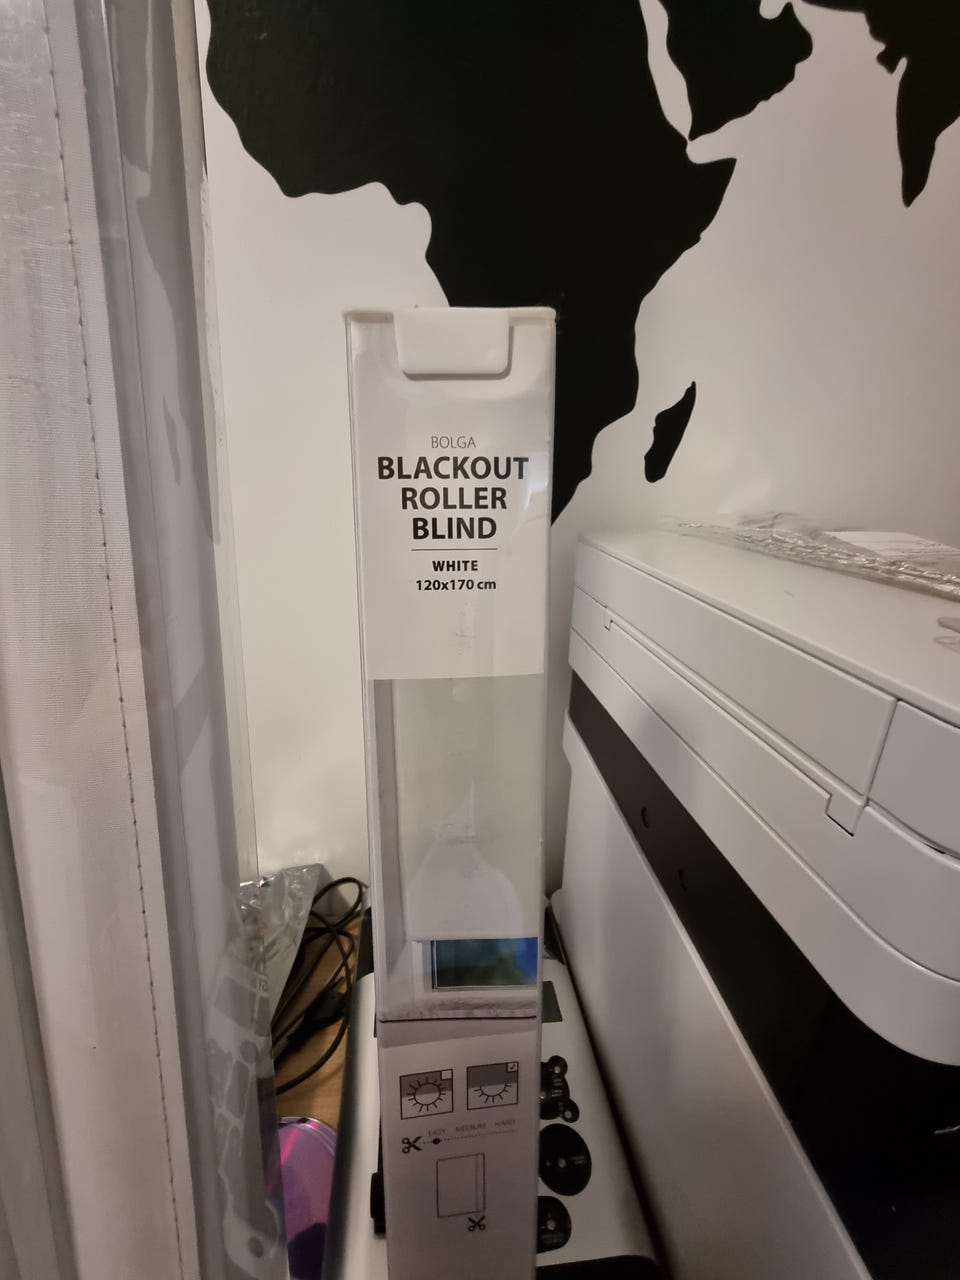 BOLGA
BLACKOUT
ROLLER
BLIND
WHITE
120x170 cm
EASY MEDIUM HARD